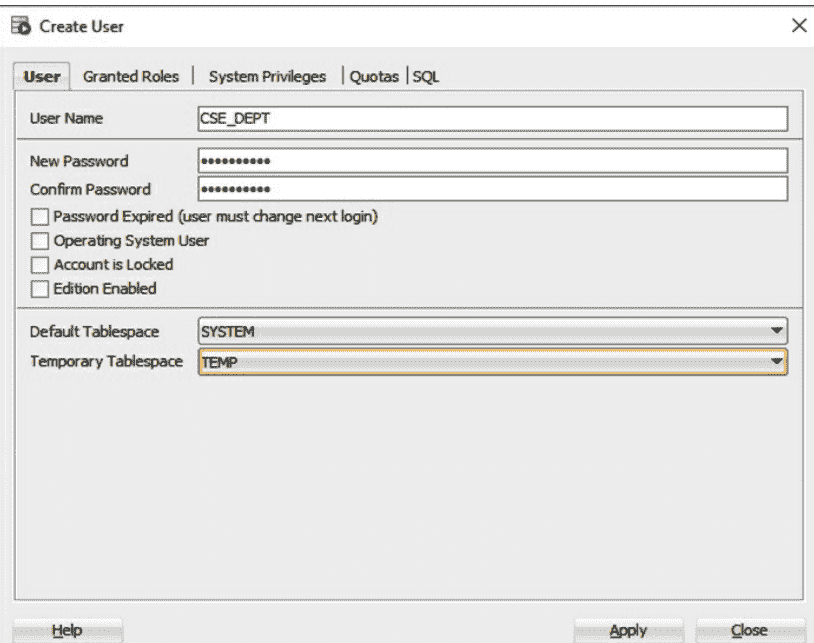 Create User
User Granted Roles System Privileges Quotas SQL
User Name CSE_DEPT
New Password ••••••••••
Confirm Password ••••••••••
Password Expired (user must change next login)
Operating System User
Account is Locked
Edition Enabled
Default Tablespace SYSTEM
Temporary Tablespace TEMP
Help Apply Close